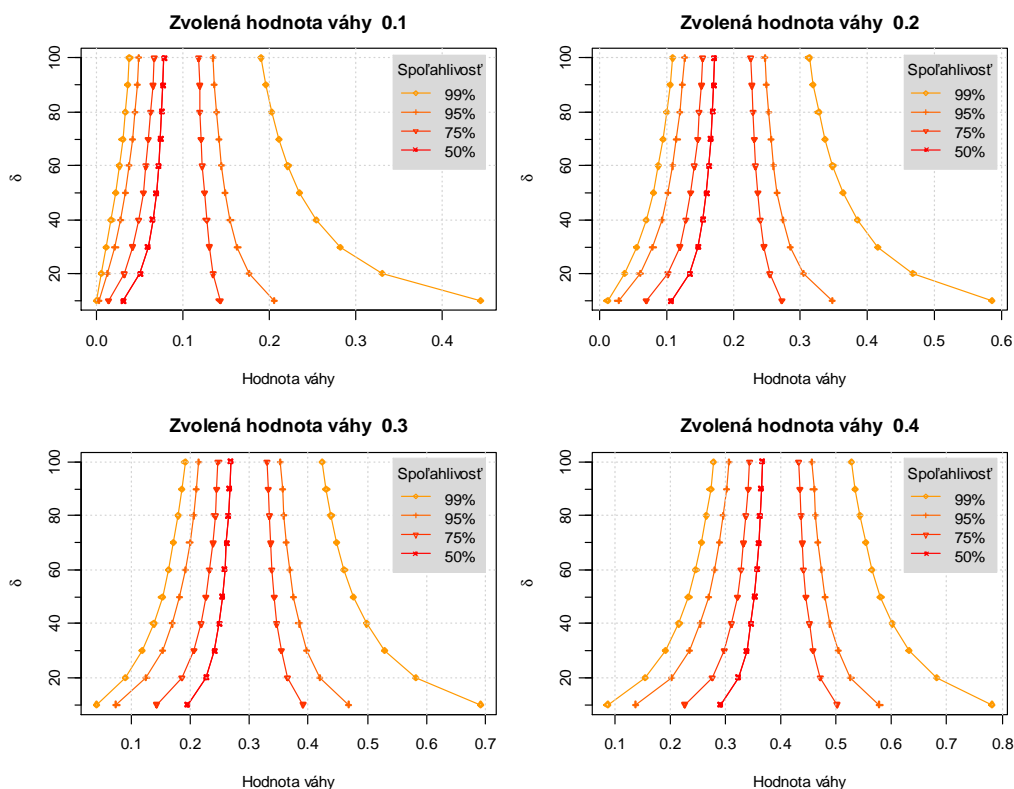 Zvolená hodnota váhy 0.1
100
80
60
40
20
δ
Spoľahlivosť
99%
95%
75%
50%
0.0 0.1 0.2 0.3 0.4
Hodnota váhy
Zvolená hodnota váhy 0.2
100
80
60
40
20
δ
Spoľahlivosť
99%
95%
75%
50%
0.0 0.1 0.2 0.3 0.4 0.5 0.6
Hodnota váhy
Zvolená hodnota váhy 0.3
100
80
60
40
20
δ
Spoľahlivosť
99%
95%
75%
50%
0.1 0.2 0.3 0.4 0.5 0.6 0.7
Hodnota váhy
Zvolená hodnota váhy 0.4
100
80
60
40
20
δ
Spoľahlivosť
99%
95%
75%
50%
0.1 0.2 0.3 0.4 0.5 0.6 0.7 0.8
Hodnota váhy